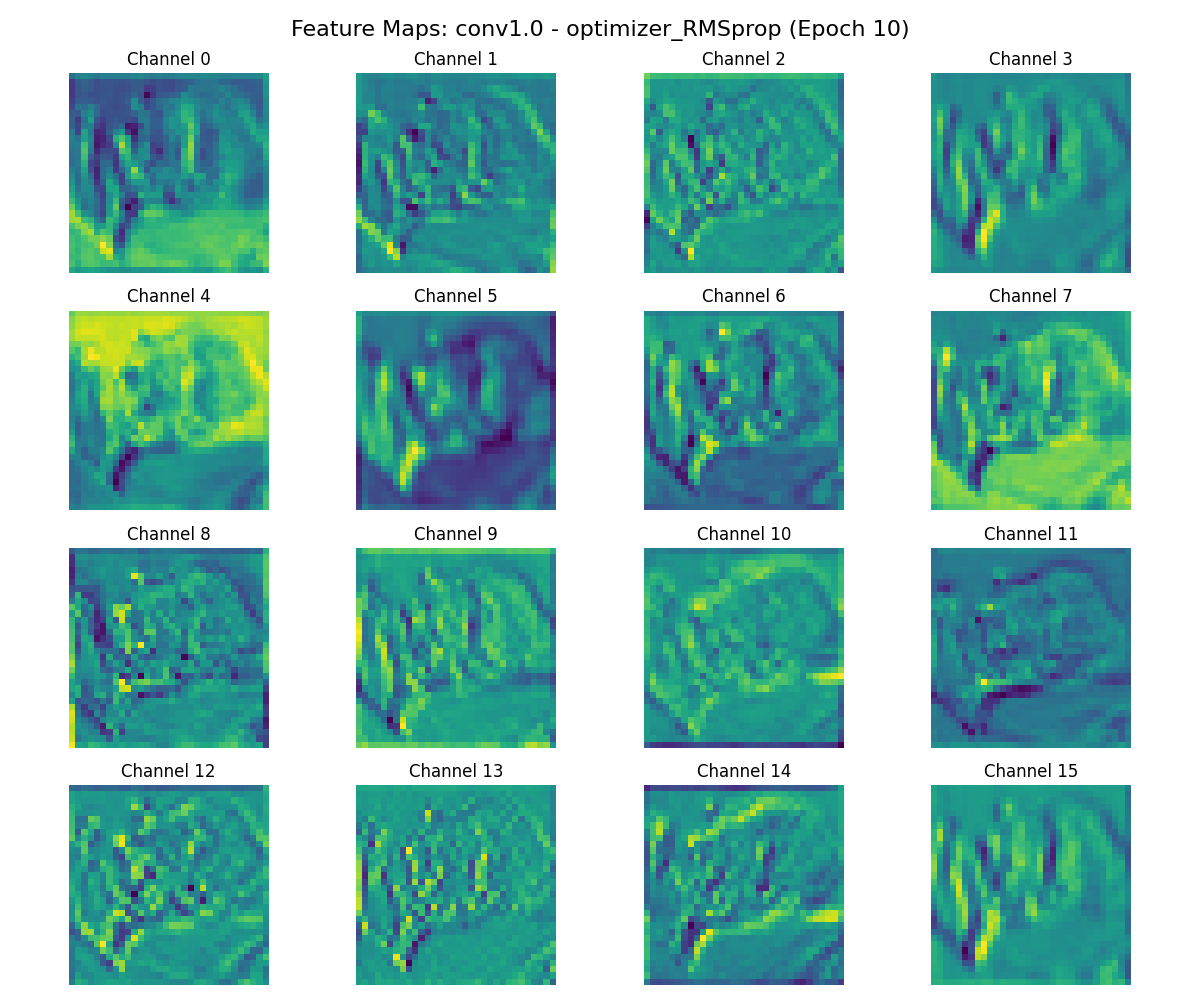 Feature Maps: conv1.0 - optimizer_RMSprop (Epoch 10)
Channel 0
Channel 1
Channel 2
Channel 3
Channel 4
Channel 5
Channel 6
Channel 7
Channel 8
Channel 9
Channel 10
Channel 11
Channel 12
Channel 13
Channel 14
Channel 15